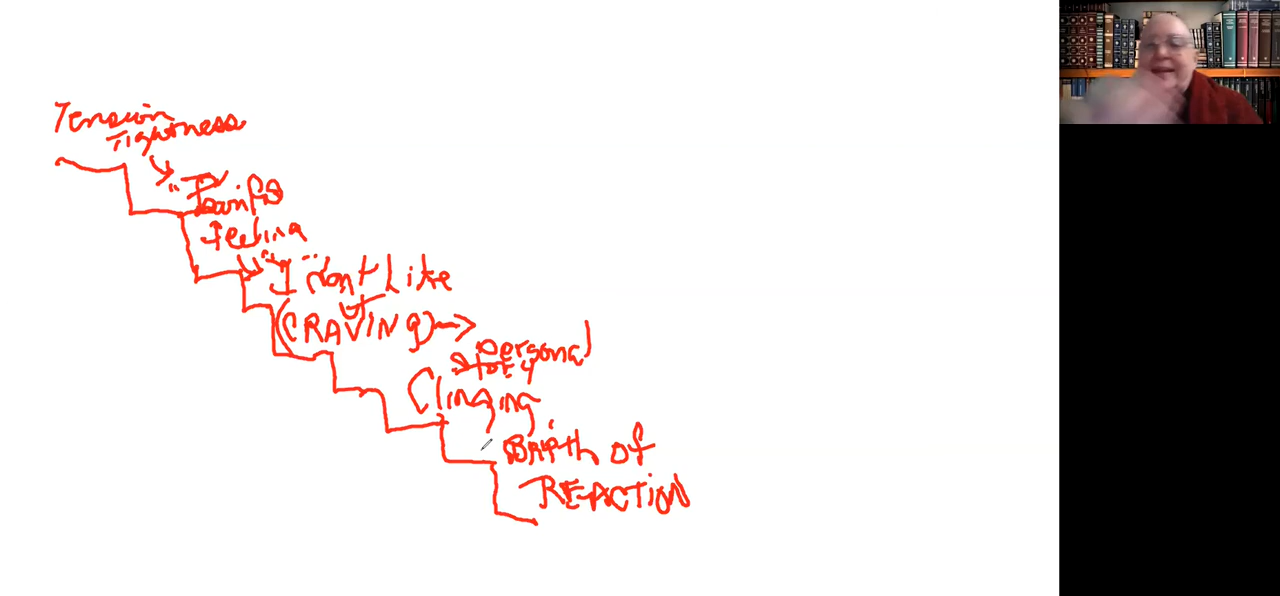 Tension
Tightness
"Painful
Feeling
"I don't Like
(CRAVING)
personal
story
Clinging
Birth of
REACTION